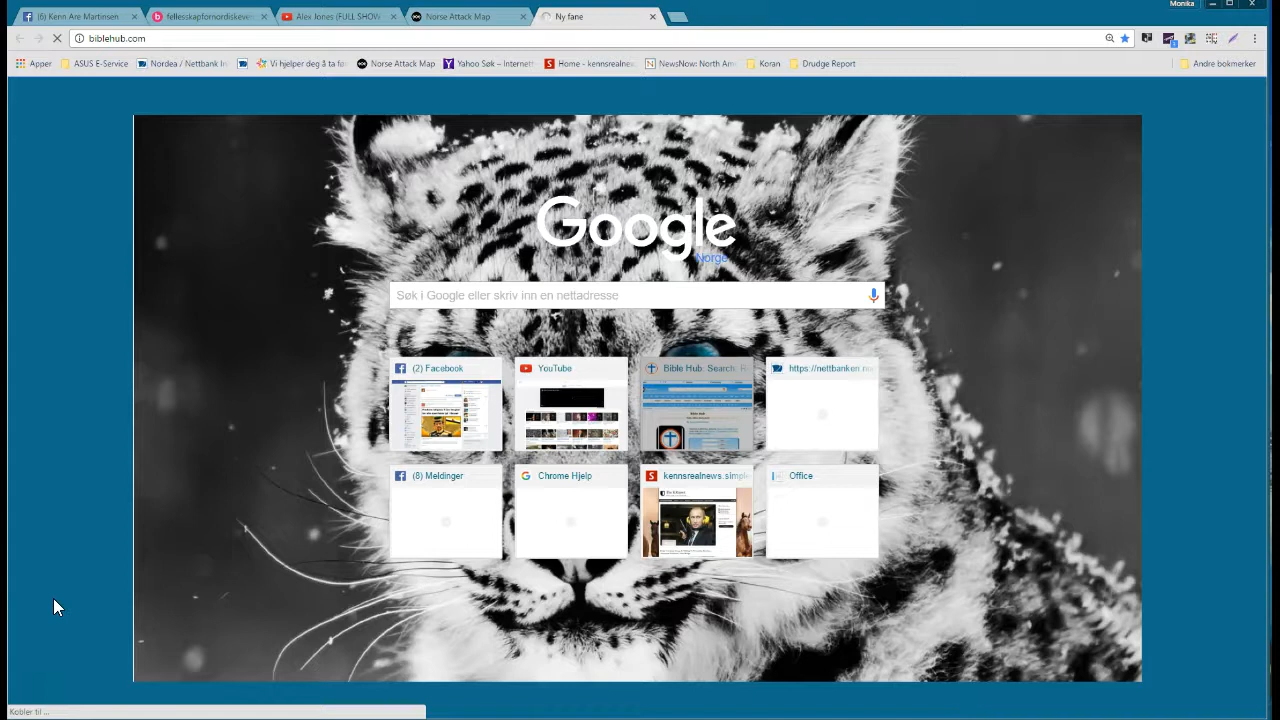 Monika
(6) Kenn Are Martinsen
fellesskapfornordiskeve
Alex Jones (FULL SHOW
Norse Attack Map
Ny fane
biblehub.com
Apper
ASUS E-Service
Nordea / Nettbank In
Vi hjelper deg å ta fø
Norse Attack Map
Yahoo Søk – Internett
Home - kennsrealnew
NewsNow: North Am
Koran
Drudge Report
Andre bokmerker
Google
Norge
Søk i Google eller skriv inn en nettadresse
(2) Facebook
YouTube
Bible Hub: Search, R
https://nettbanken.no
(8) Meldinger
Chrome Hjelp
kennsrealnews.simple
Office
Kobler til ...